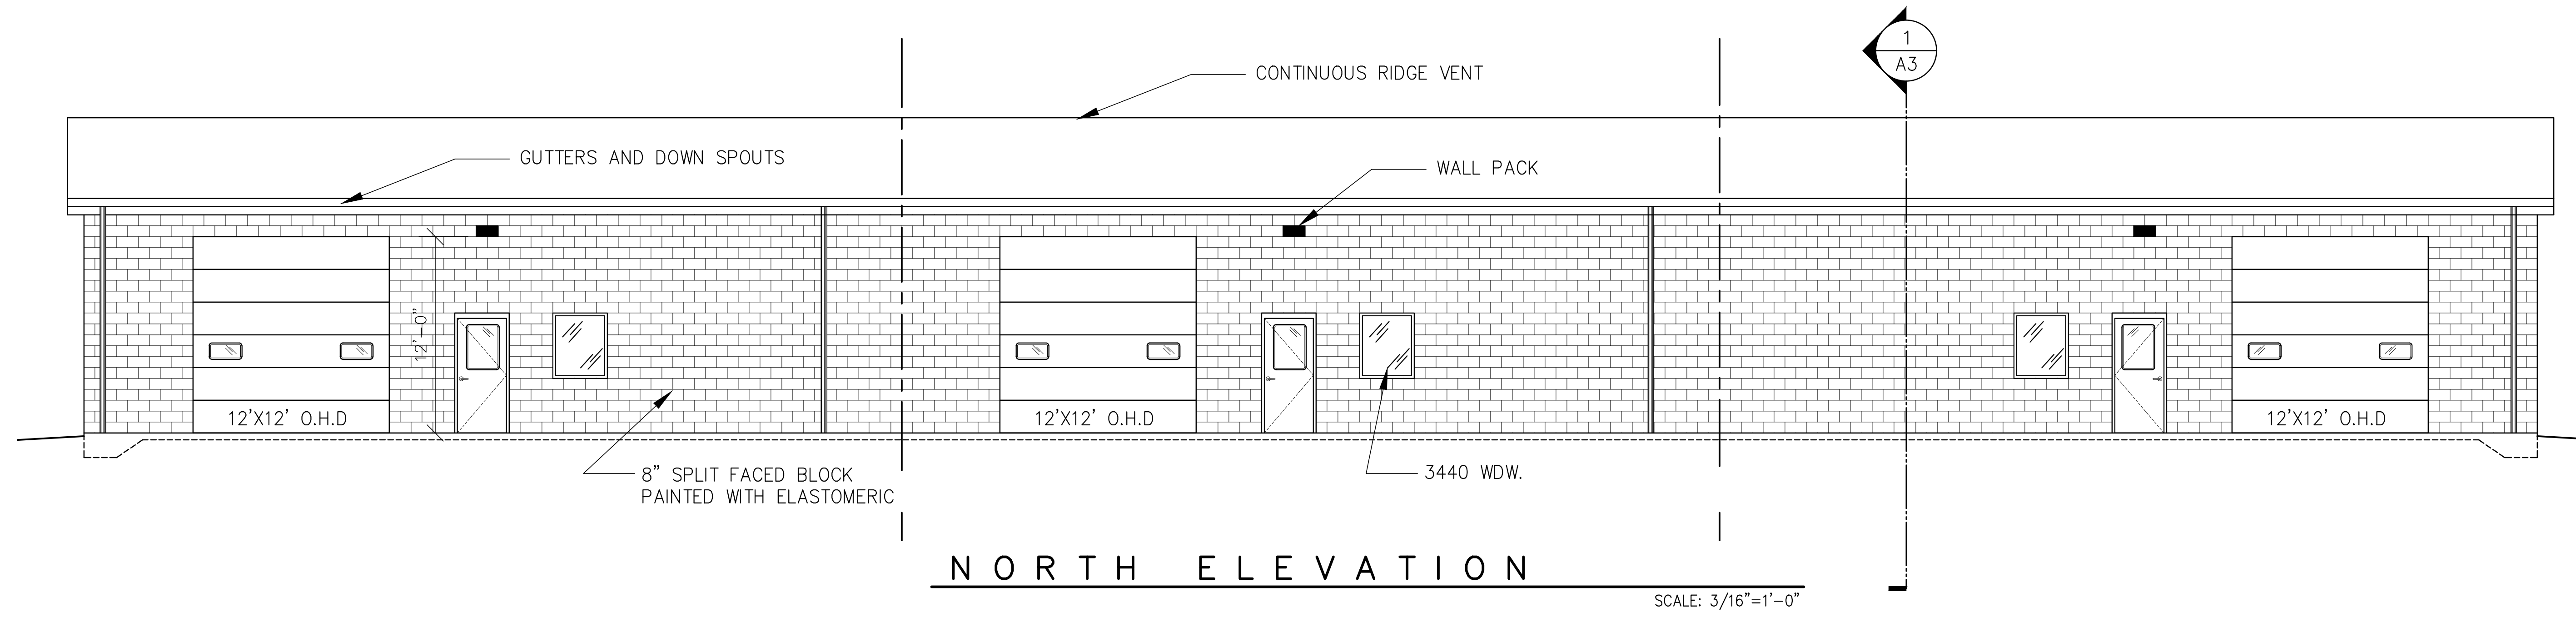 1
A3
CONTINUOUS RIDGE VENT
GUTTERS AND DOWN SPOUTS
WALL PACK
12'-0"
12'X12' O.H.D
12'X12' O.H.D
12'X12' O.H.D
8" SPLIT FACED BLOCK
PAINTED WITH ELASTOMERIC
3440 WDW.
NORTH ELEVATION
SCALE: 3/16"=1'-0"